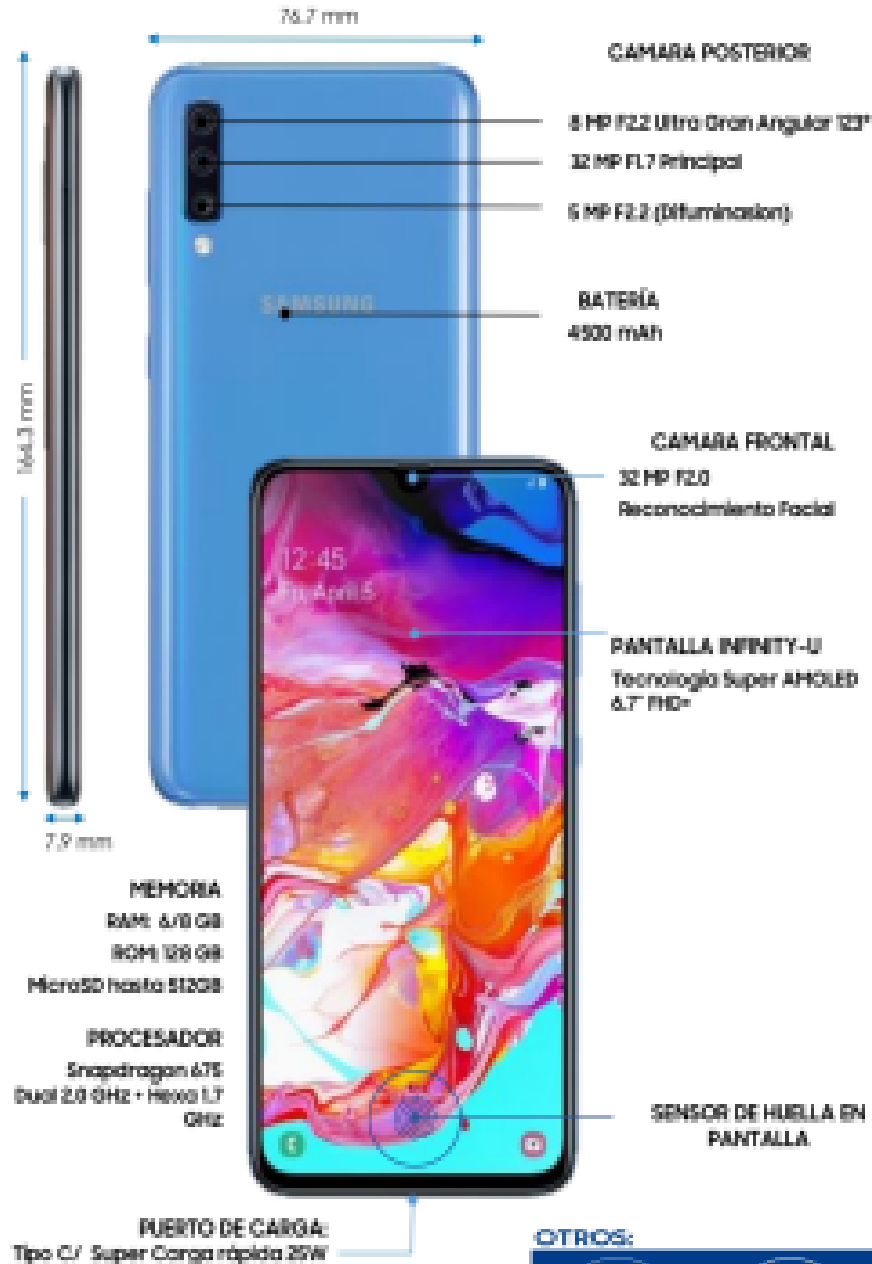 76.7 mm
CAMARA POSTERIOR
8 MP F2.2 Ultra Gran Angular 123°
32 MP F1.7 Principal
5 MP F2.2 (Difuminasion)
SAMSUNG
BATERÍA
4500 mAh
164.3 mm
CAMARA FRONTAL
32 MP F2.0
Reconocimiento Facial
12:45
Fri, April 5
PANTALLA INFINITY-U
Tecnología Super AMOLED
6.7" FHD+
7.9 mm
MEMORIA
RAM: 6/8 GB
ROM: 128 GB
MicroSD hasta 512GB
PROCESADOR
Snapdragon 675
Dual 2.0 GHz + Hexa 1.7
GHz
SENSOR DE HUELLA EN
PANTALLA
PUERTO DE CARGA:
Tipo C/ Super Carga rápida 25W
OTROS: